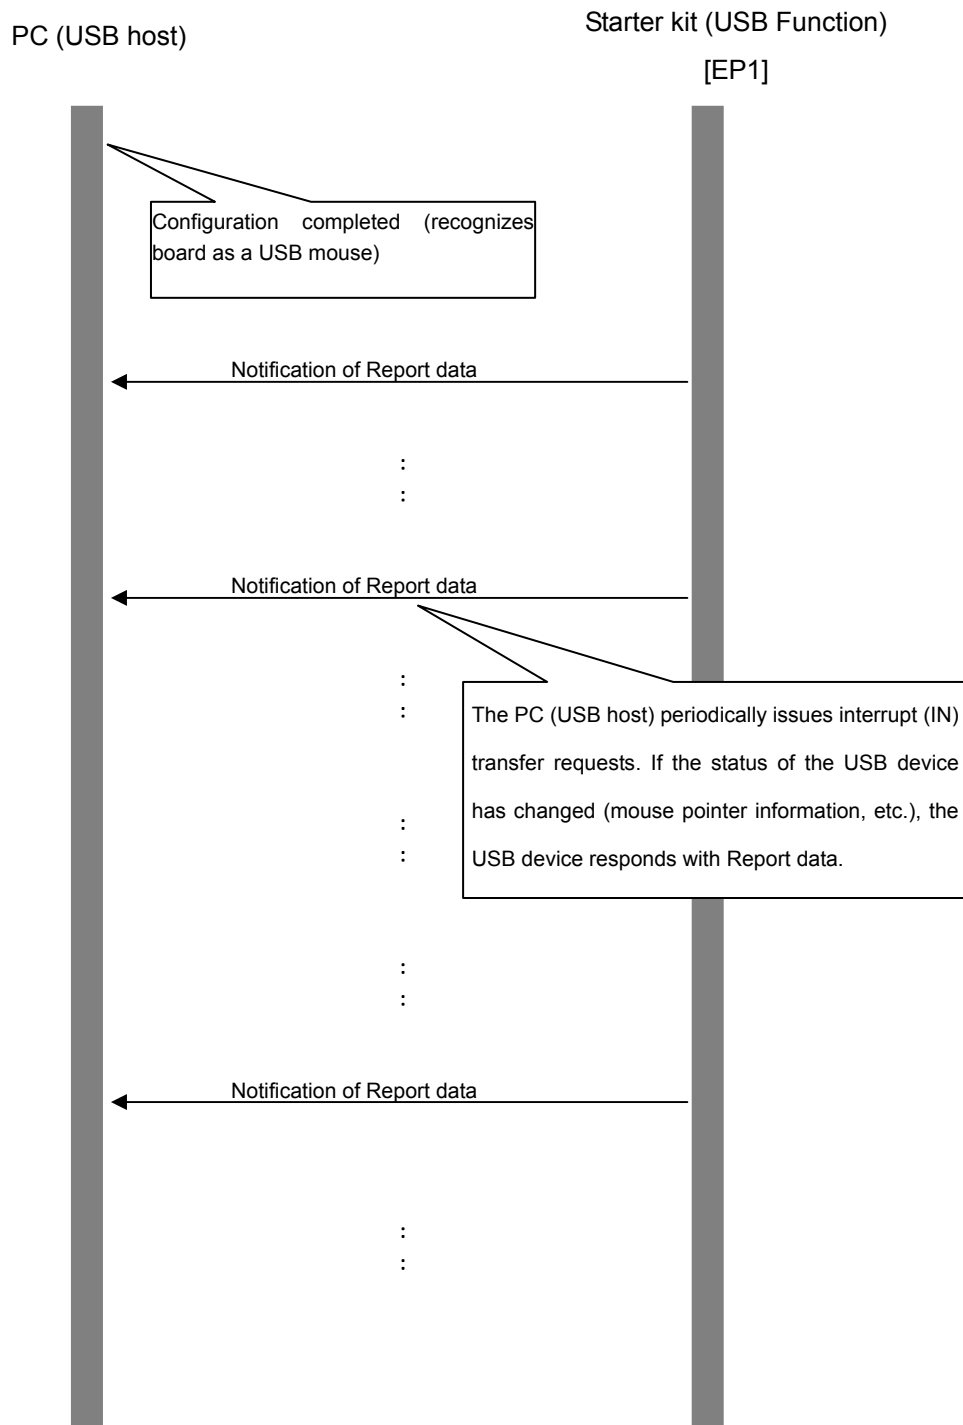 PC (USB host)
Starter kit (USB Function)
[EP1]
Configuration completed (recognizes
board as a USB mouse)
Notification of Report data
:
:
Notification of Report data
:
:
The PC (USB host) periodically issues interrupt (IN)
transfer requests. If the status of the USB device
has changed (mouse pointer information, etc.), the
USB device responds with Report data.
:
:
:
:
Notification of Report data
:
: